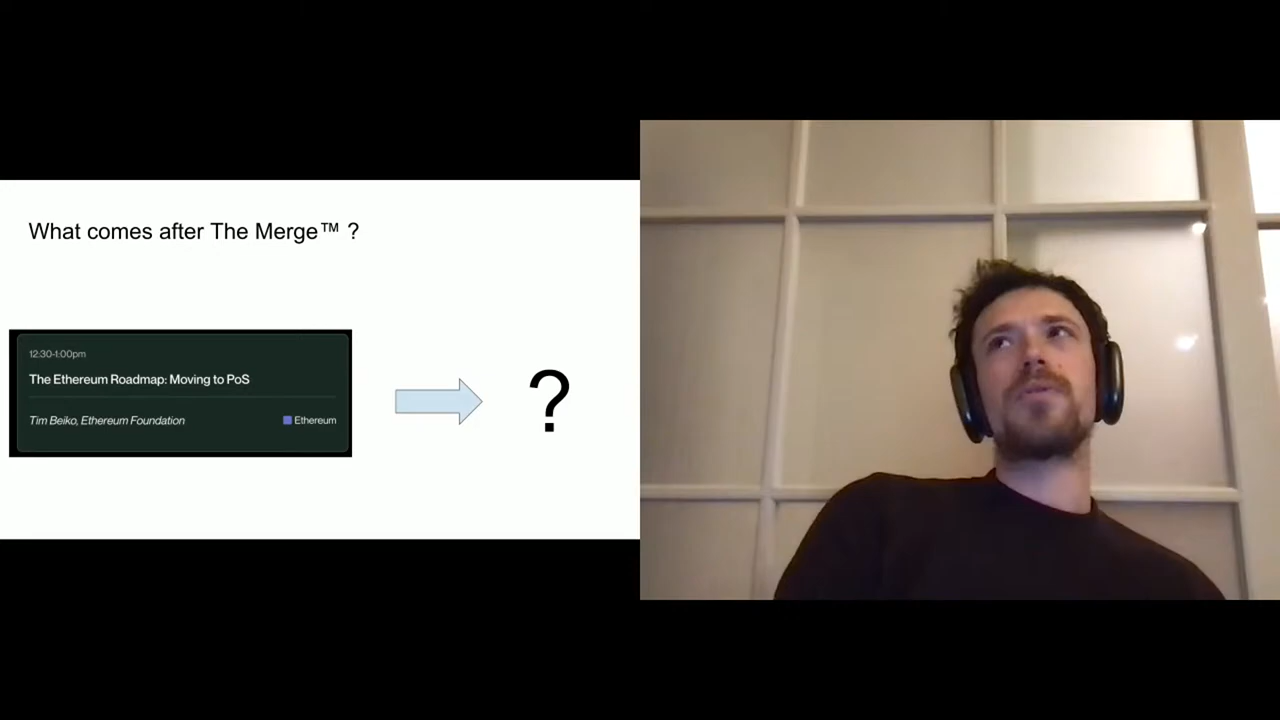 What comes after The Merge™ ?
12:30-1:00pm
The Ethereum Roadmap: Moving to PoS
Tim Beiko, Ethereum Foundation
Ethereum
?